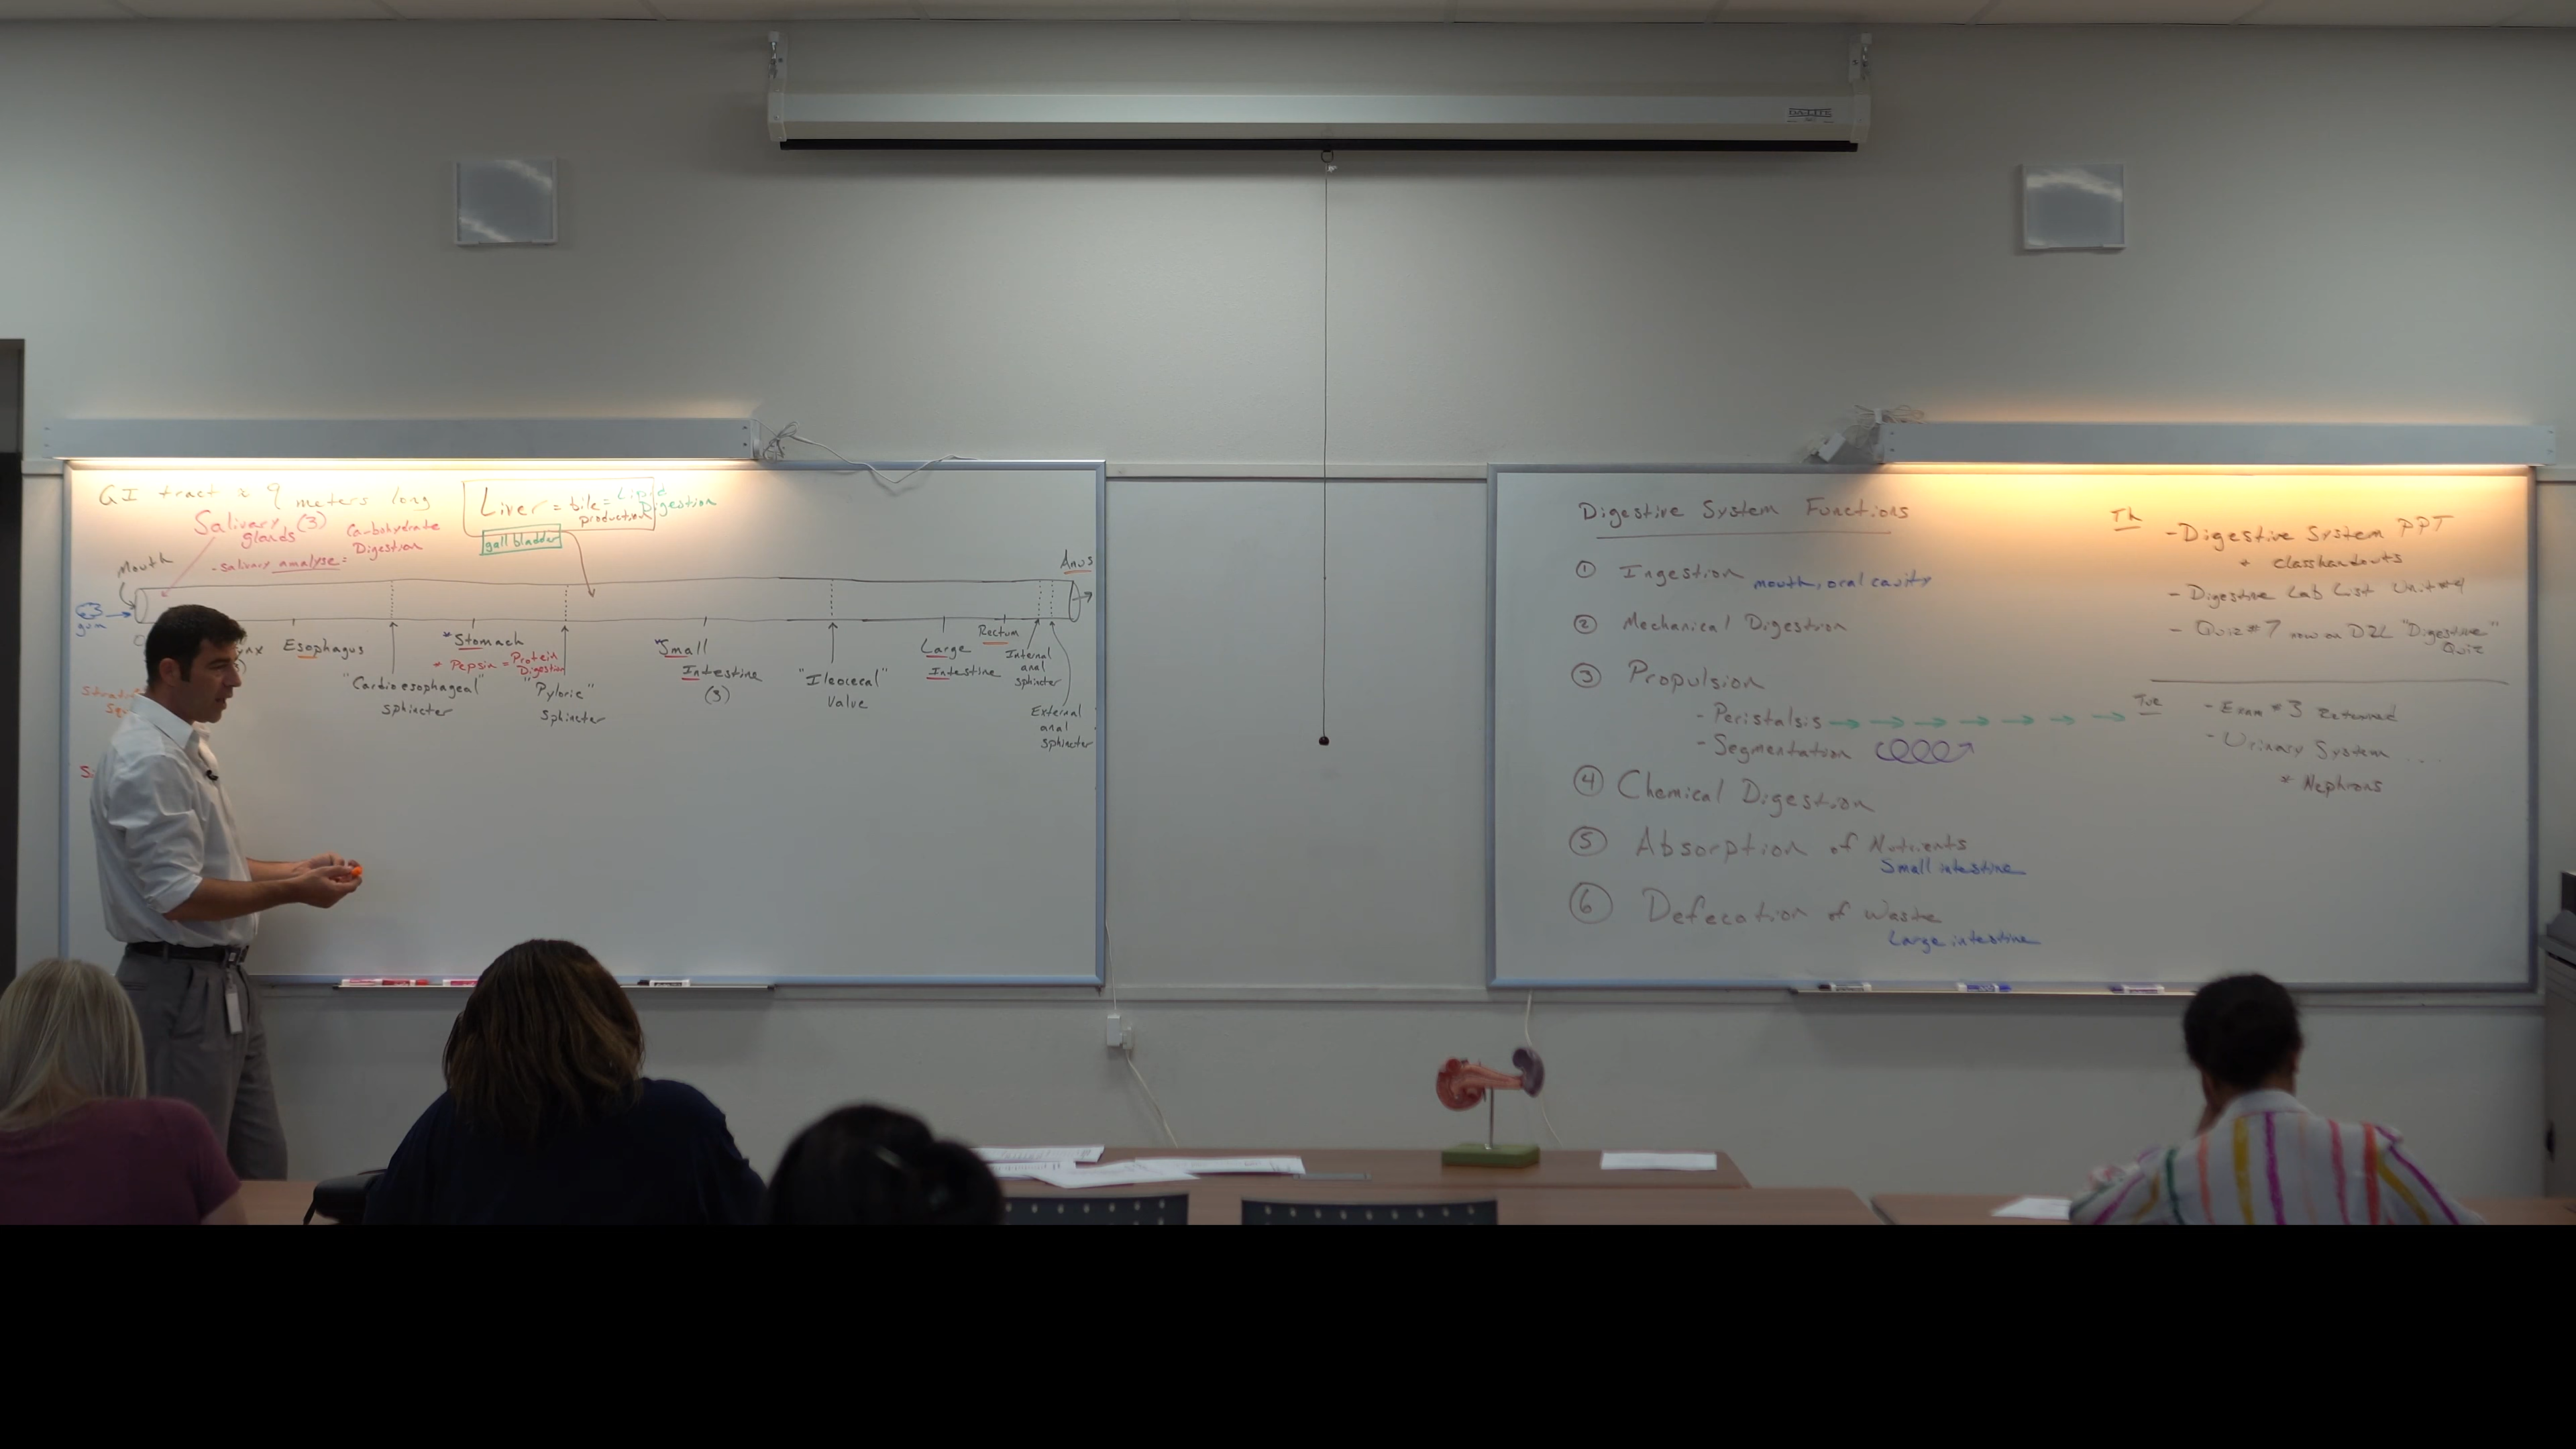 DA-LITE
GI tract ≈ 9 meters long
Salivary (3)
glands
Carbohydrate
Digestion
- salivary amalyse =
Liver = bile = Lipid
production Digestion
gall bladder
Mouth
Anus
gum
Esophagus
*Stomach
* Pepsin = Protein
Digestion
"Cardioesophageal"
sphincter
"Pyloric"
sphincter
*Small
Intestine
(3)
"Ileocecal"
Valve
Large
Intestine
Rectum
Internal
anal
sphincter
External
anal
sphincter
Digestive System Functions
① Ingestion mouth, oral cavity
② Mechanical Digestion
③ Propulsion
- Peristalsis → → → → → → →
- Segmentation
④ Chemical Digestion
⑤ Absorption of Nutrients
Small intestine
⑥ Defecation of Waste
Large intestine
Th
- Digestive System PPT
* class handouts
- Digestive Lab List Unit #4
- Quiz #7 now on D2L "Digestive"
Quiz
Tue
- Exam #3 Returned
- Urinary System ....
* Nephrons